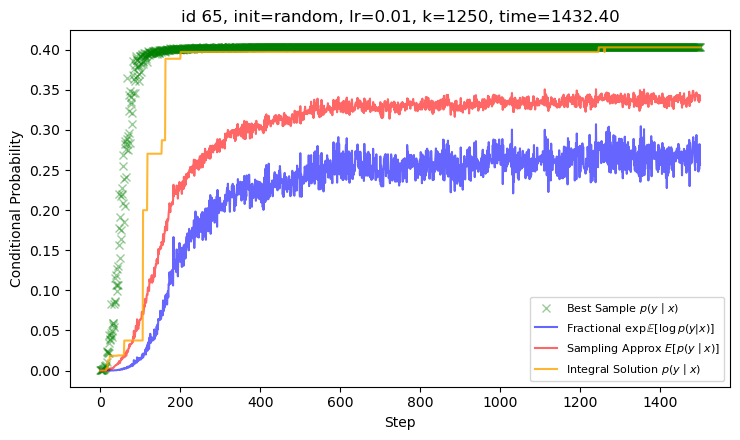 id 65, init=random, lr=0.01, k=1250, time=1432.40
Conditional Probability
0.40
0.35
0.30
0.25
0.20
0.15
0.10
0.05
0.00
Best Sample p(y | x)
Fractional exp𝔼[log p(y|x)]
Sampling Approx E[p(y | x)]
Integral Solution p(y | x)
0 200 400 600 800 1000 1200 1400
Step